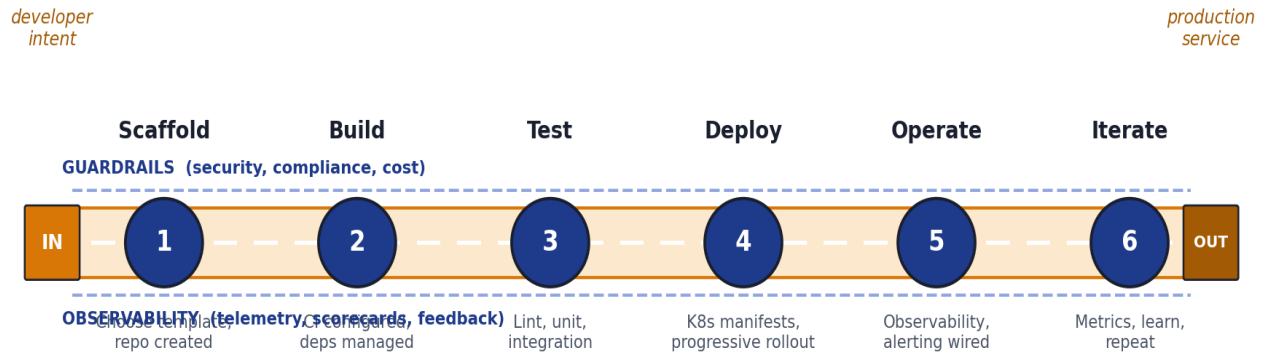 developer
intent
production
service
Scaffold
Build
Test
Deploy
Operate
Iterate
GUARDRAILS (security, compliance, cost)
IN
1
2
3
4
5
6
OUT
OBSERVABILITY (telemetry, scorecards, feedback)
Choose template,
repo created
CI configured,
deps managed
Lint, unit,
integration
K8s manifests,
progressive rollout
Observability,
alerting wired
Metrics, learn,
repeat